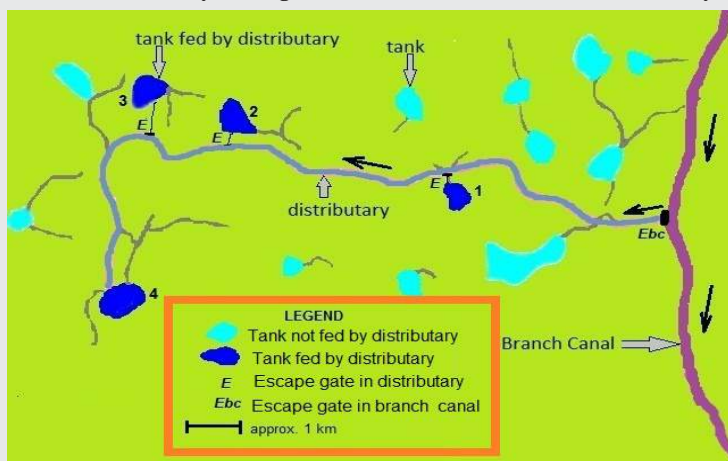 tank fed by distributary
tank
3
2
E
E
E
1
distributary
Ebc
4
LEGEND
Tank not fed by distributary
Tank fed by distributary
E Escape gate in distributary
Ebc Escape gate in branch canal
approx. 1 km
Branch Canal